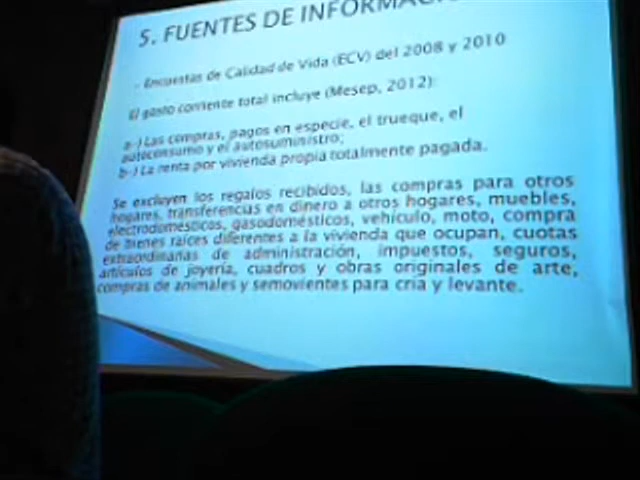 5. FUENTES DE INFORMACI
- Encuestas de Calidad de Vida (ECV) del 2008 y 2010
El gasto corriente total incluye (Mesep, 2012):
a-) Las compras, pagos en especie, el trueque, el
autoconsumo y el autosuministro;
b-) La renta por vivienda propia totalmente pagada.
Se excluyen los regalos recibidos, las compras para otros
hogares, transferencias en dinero a otros hogares, muebles,
electrodomésticos, gasodomésticos, vehículo, moto, compra
de bienes raíces diferentes a la vivienda que ocupan, cuotas
extraordinarias de administración, impuestos, seguros,
artículos de joyería, cuadros y obras originales de arte,
compras de animales y semovientes para cría y levante.